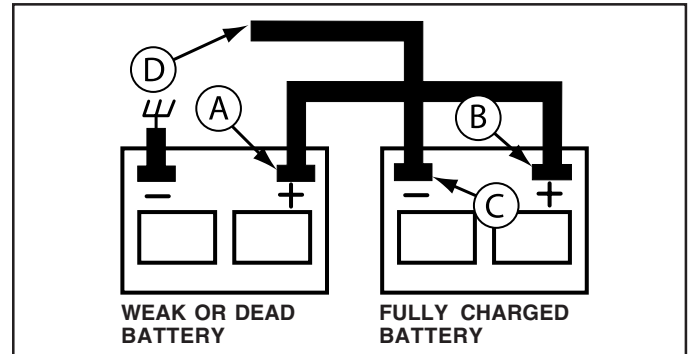 D
A
B
C
− +
− +
WEAK OR DEAD
BATTERY
FULLY CHARGED
BATTERY